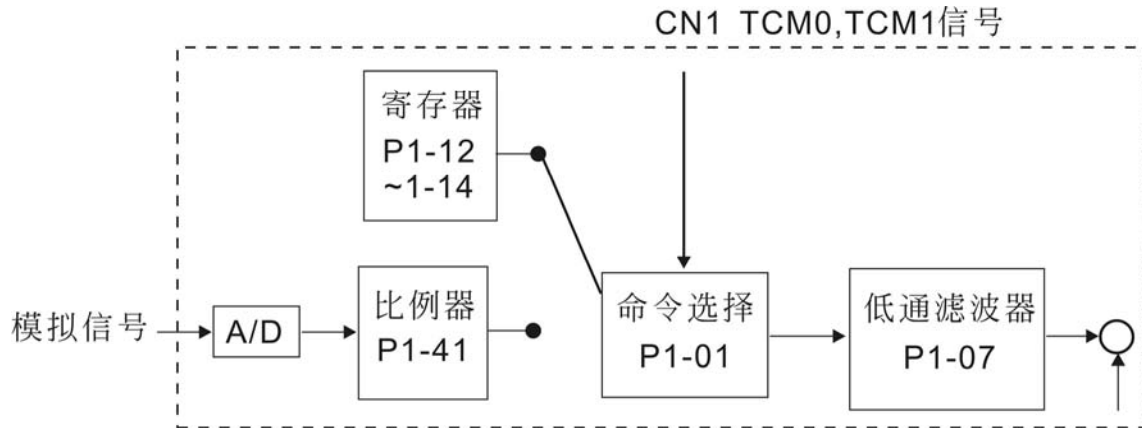 CN1 TCM0,TCM1信号
寄存器
P1-12
~1-14
模拟信号
A/D
比例器
P1-41
命令选择
P1-01
低通滤波器
P1-07